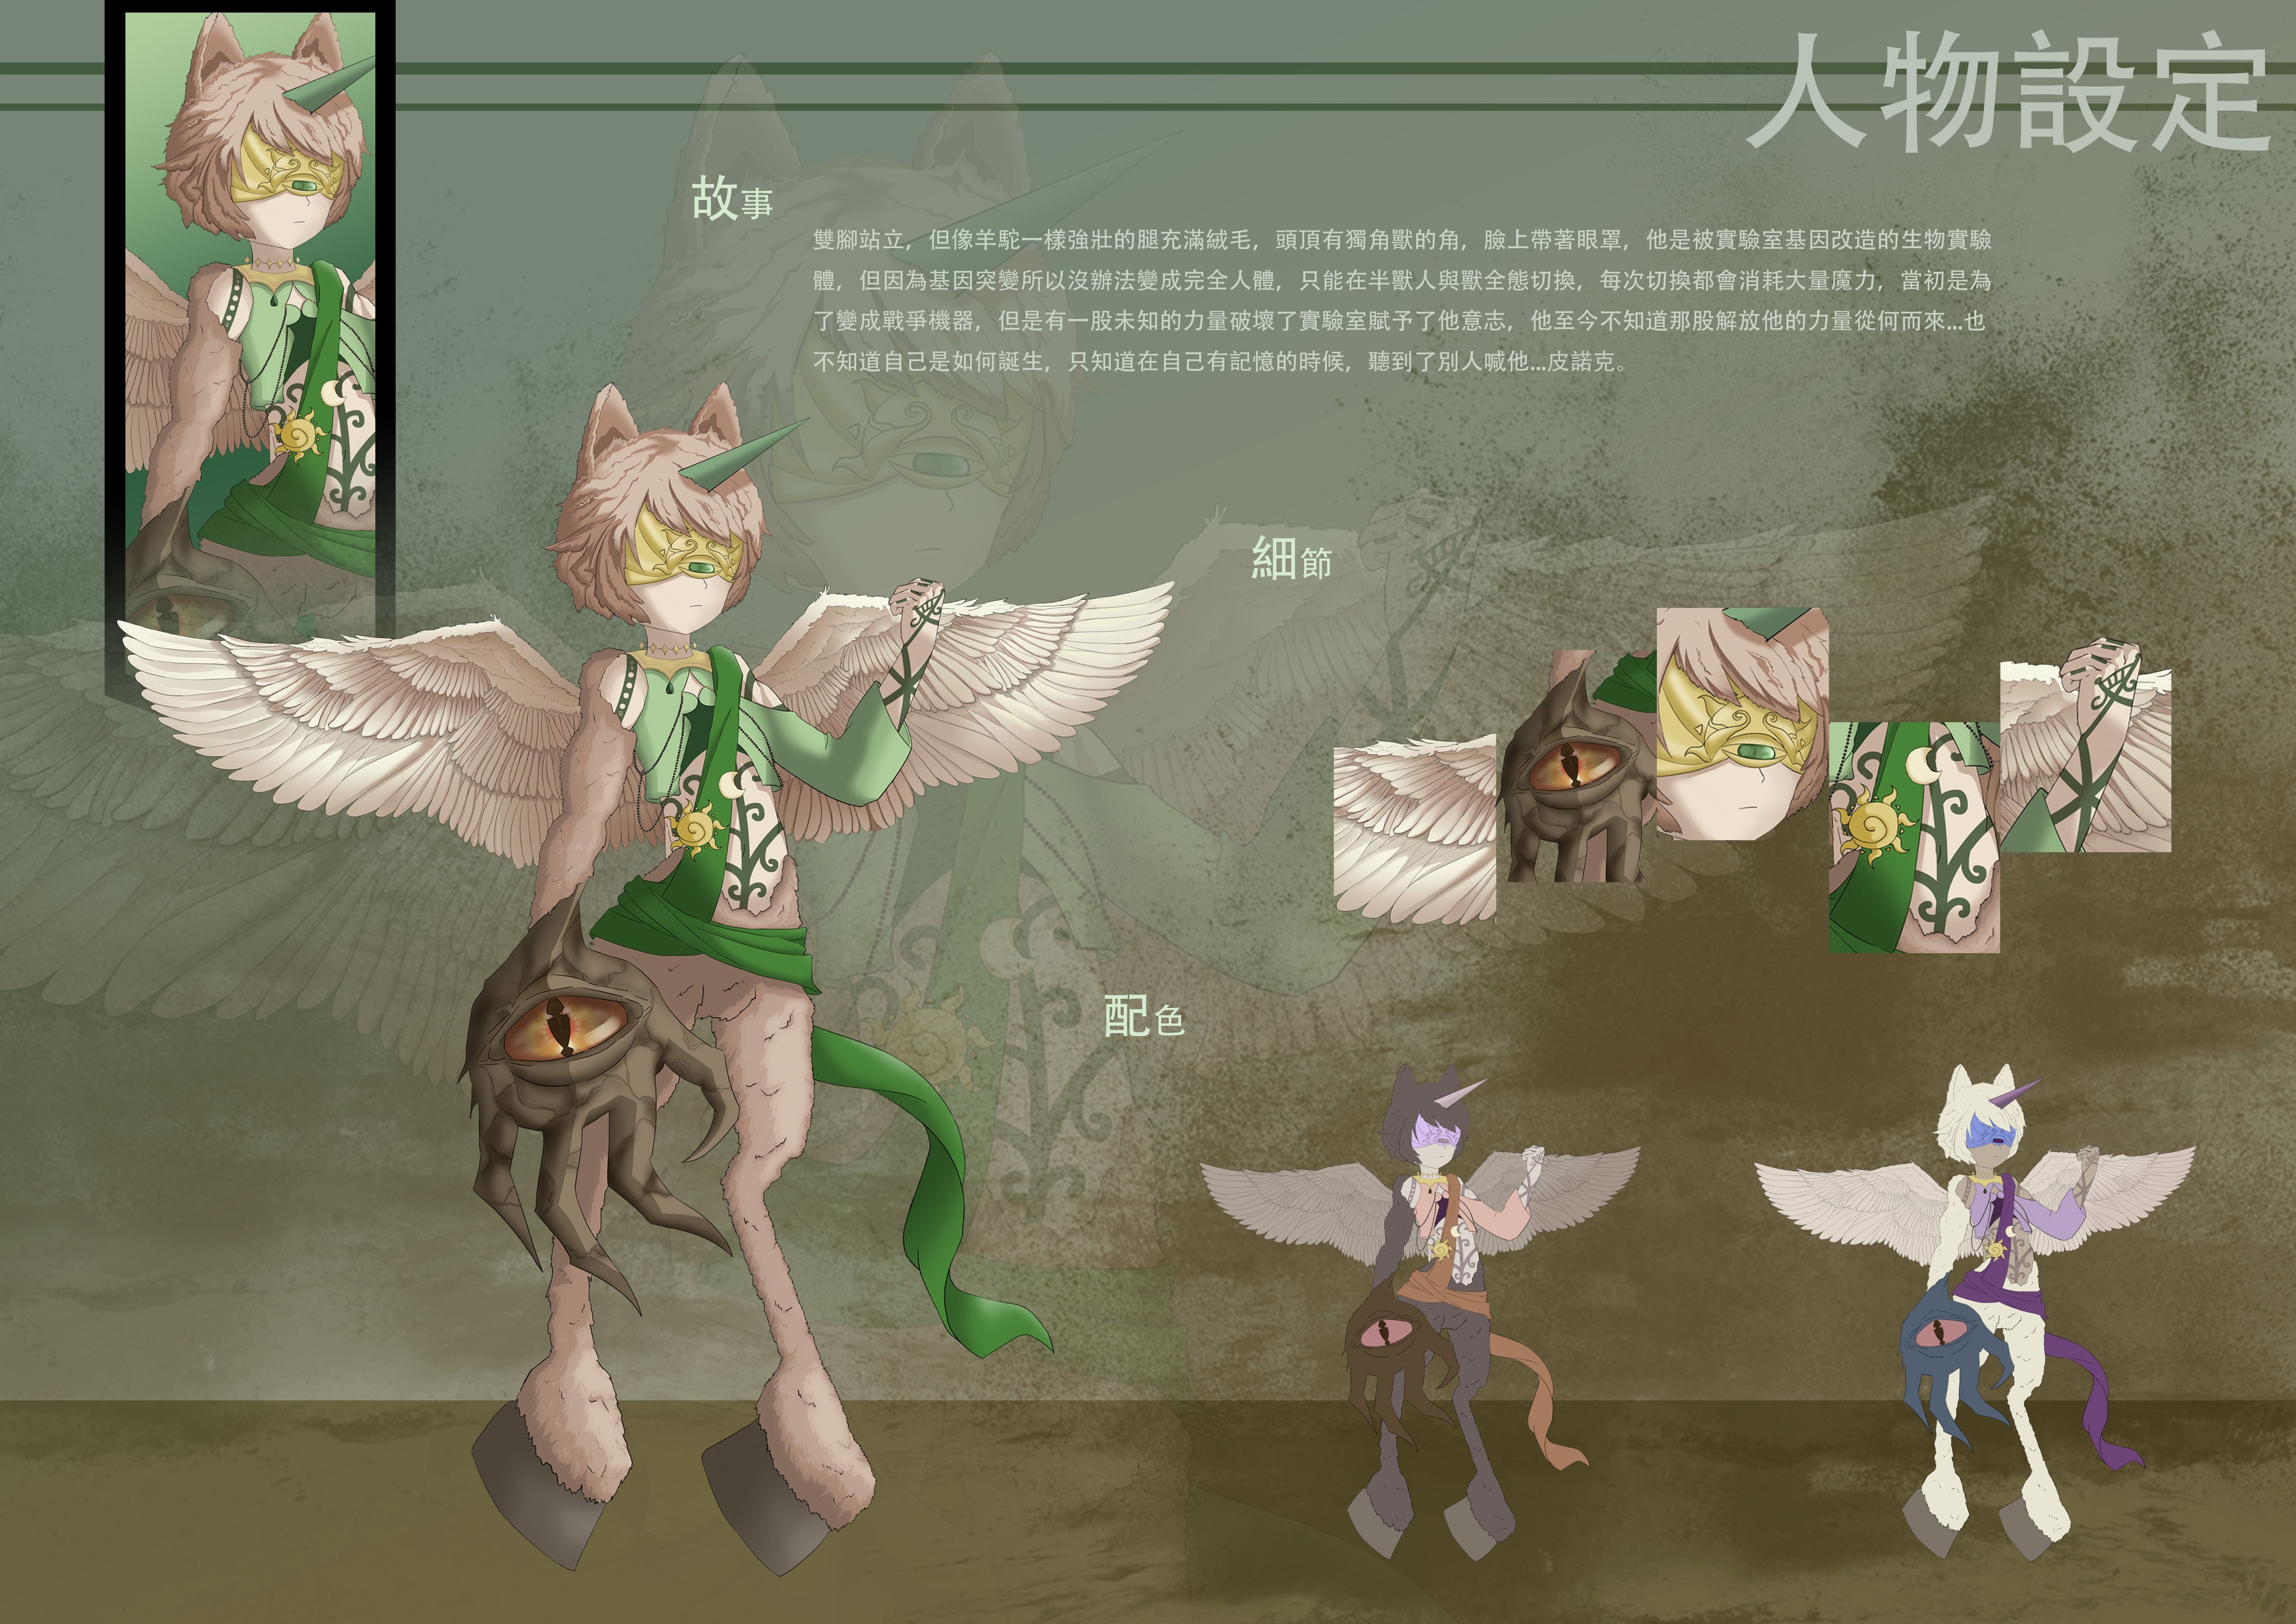 人物設定
故事
雙腳站立，但像羊駝一樣強壯的腿充滿絨毛，頭頂有獨角獸的角，臉上帶著眼罩，他是被實驗室基因改造的生物實驗
體，但因為基因突變所以沒辦法變成完全人體，只能在半獸人與獸全態切換，每次切換都會消耗大量魔力，當初是為
了變成戰爭機器，但是有一股未知的力量破壞了實驗室賦予了他意志，他至今不知道那股解放他的力量從何而來...也
不知道自己是如何誕生，只知道在自己有記憶的時候，聽到了別人喊他...皮諾克。
細節
配色